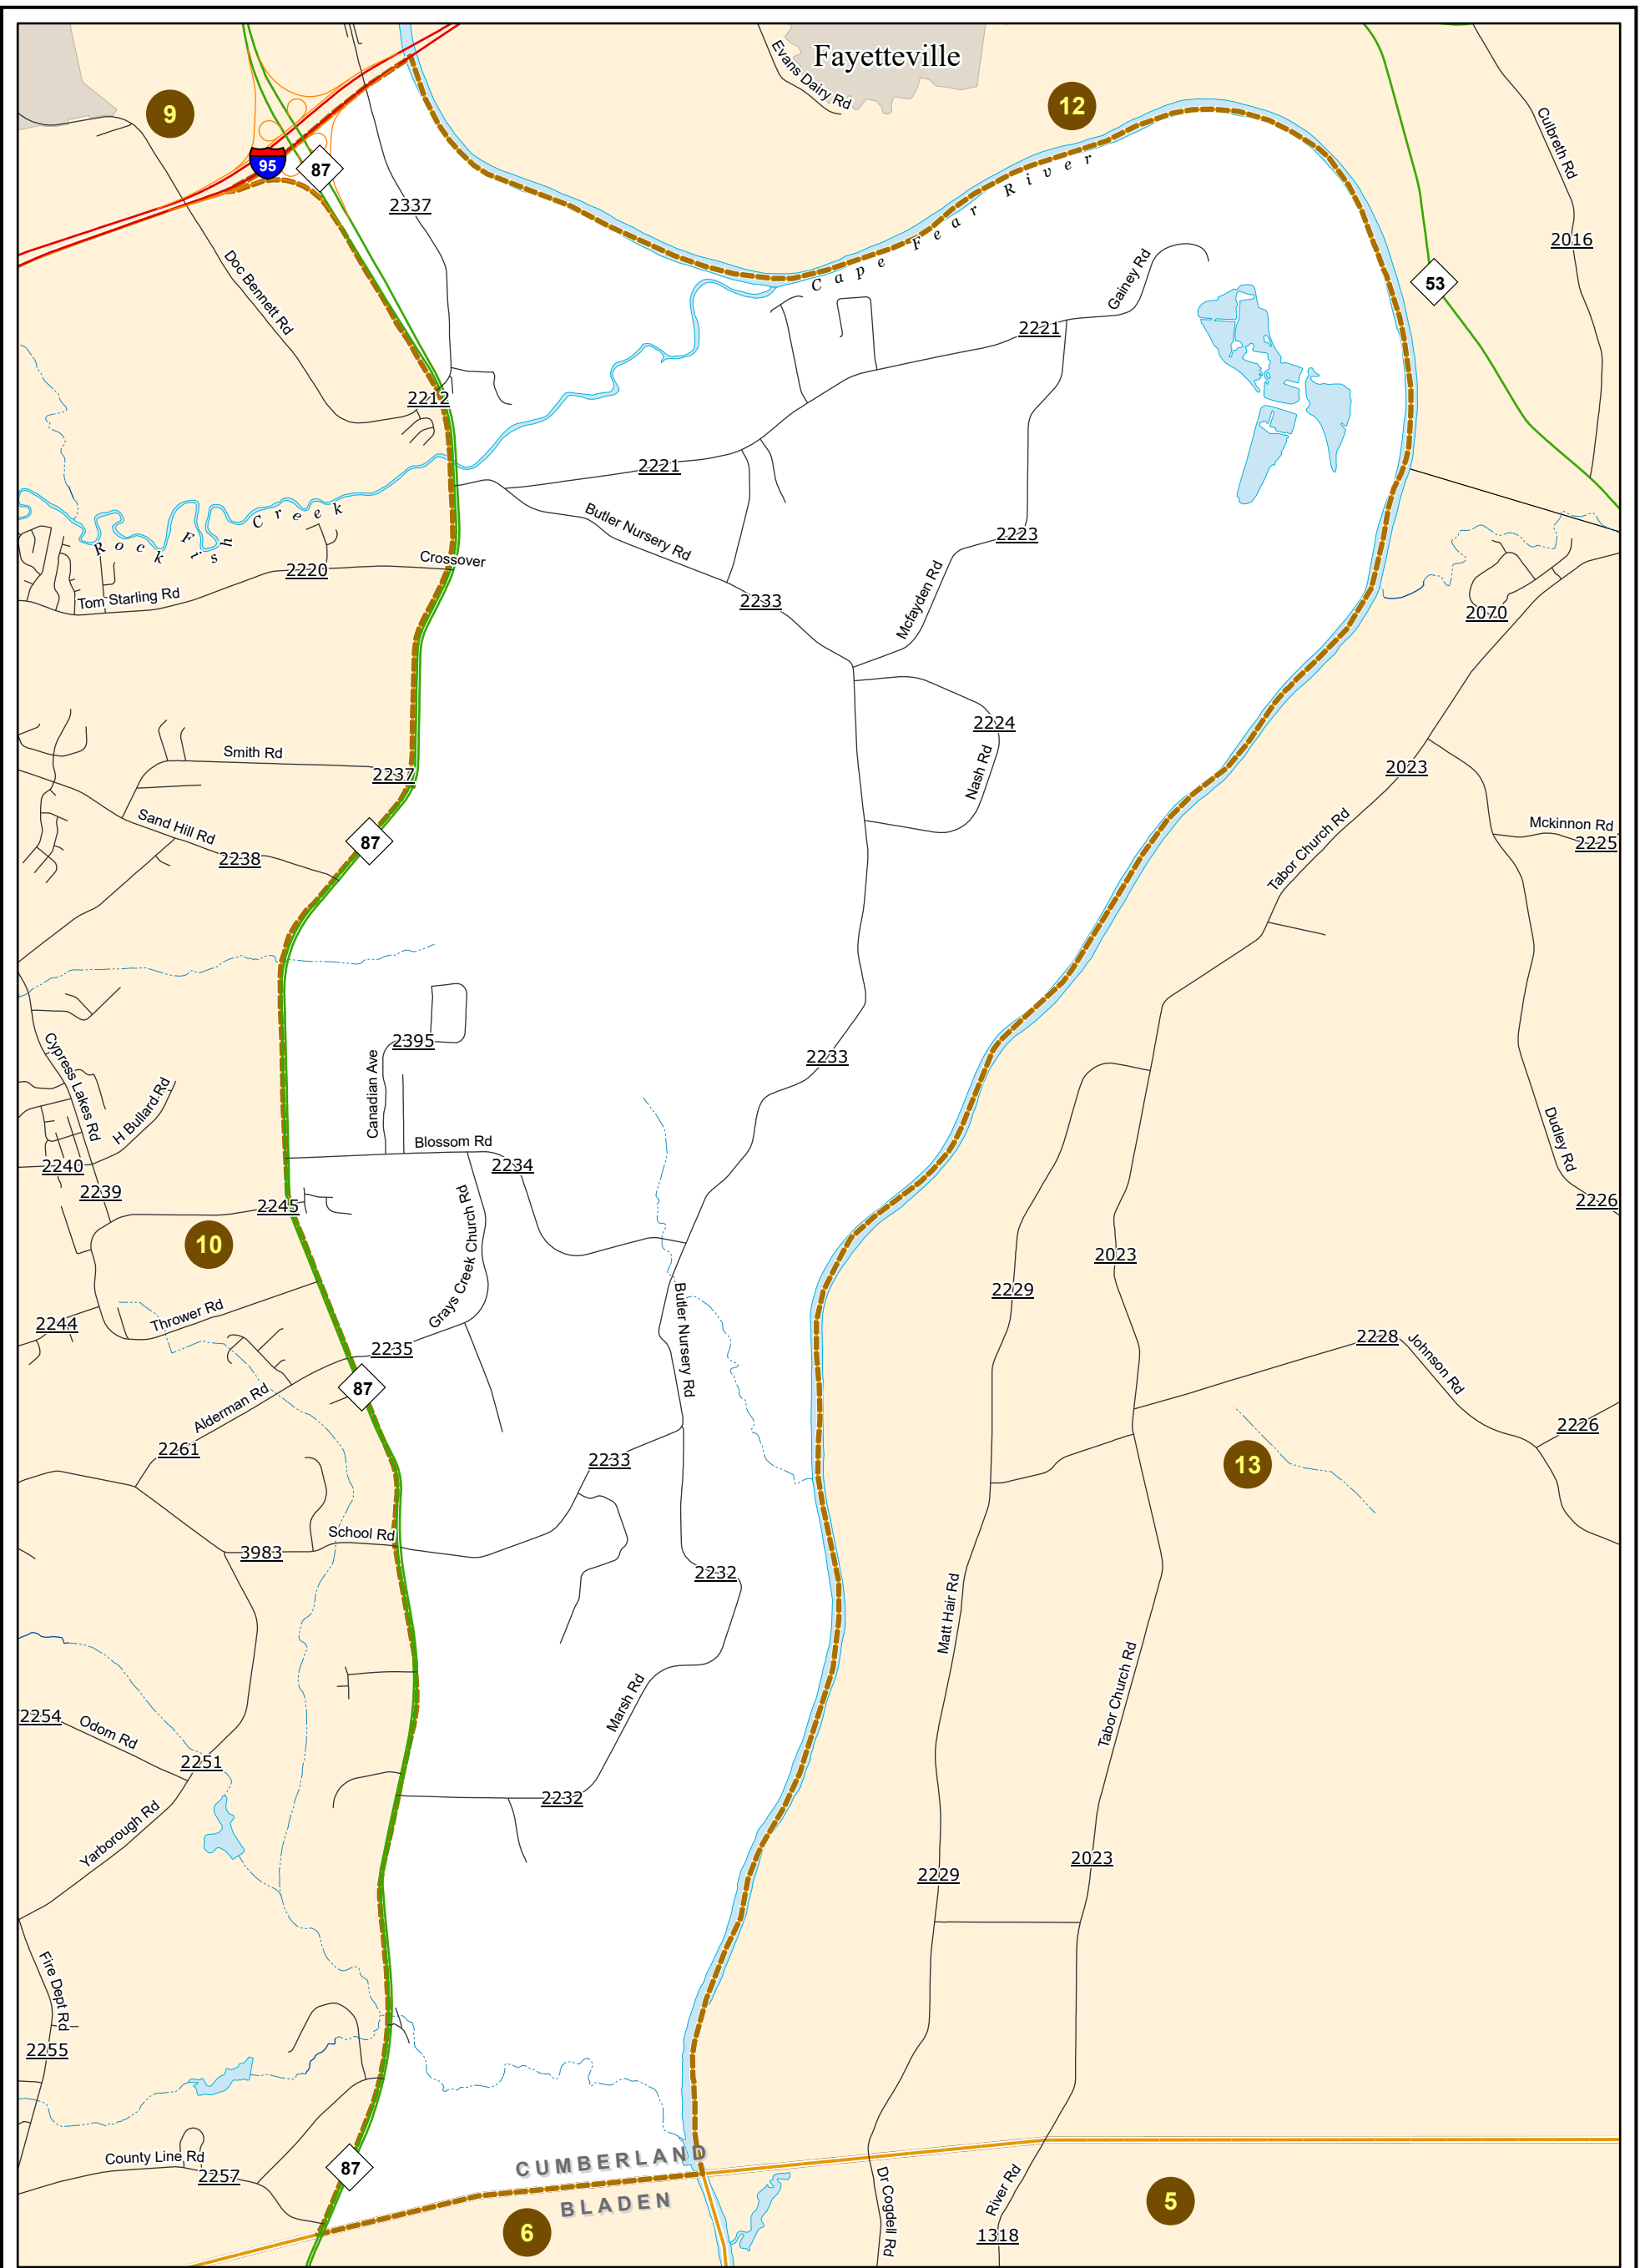 Fayetteville
Evans Dairy Rd
9
12
Culbreth Rd
95
87
2337
2016
Cape Fear River
Doc Bennett Rd
Gainey Rd
53
2221
2212
2221
Rock Fish Creek
Butler Nursery Rd
2223
Crossover
2220
Tom Starling Rd
Mcfayden Rd
2233
2070
2224
Smith Rd
2237
Nash Rd
2023
Sand Hill Rd
87
Mckinnon Rd
2225
2238
Tabor Church Rd
2395
Cypress Lakes Rd
Canadian Ave
2233
H Bullard Rd
Blossom Rd
2234
Dudley Rd
2240
2239
2245
2226
Grays Creek Church Rd
10
2023
2229
Thrower Rd
Butler Nursery Rd
2244
2235
2228
Johnson Rd
87
Alderman Rd
2226
2261
2233
13
School Rd
3983
2232
Matt Hair Rd
Marsh Rd
Tabor Church Rd
2254
Odom Rd
2251
2232
Yarborough Rd
2023
2229
Fire Dept Rd
2255
CUMBERLAND
County Line Rd
87
2257
BLADEN
Dr Cogdell Rd
River Rd
5
6
1318